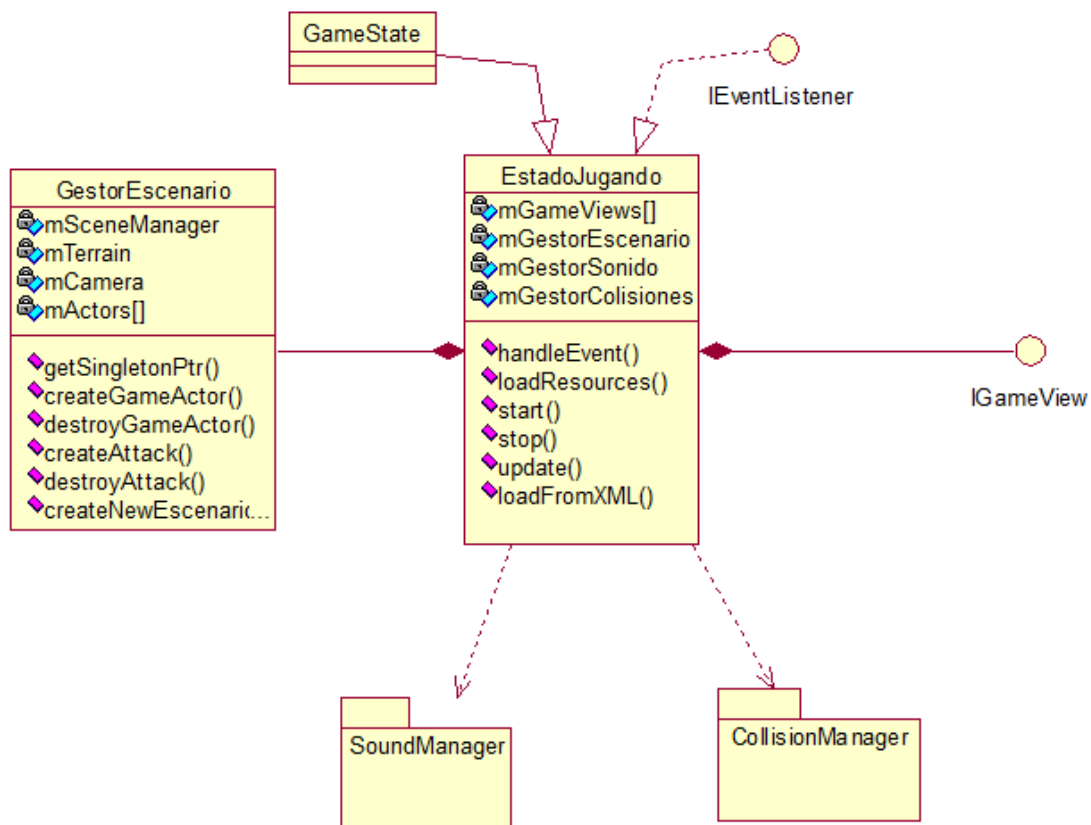 GameState
IEventListener
GestorEscenario
mSceneManager
mTerrain
mCamera
mActors[]
getSingletonPtr()
createGameActor()
destroyGameActor()
createAttack()
destroyAttack()
createNewEscenario...
EstadoJugando
mGameViews[]
mGestorEscenario
mGestorSonido
mGestorColisiones
handleEvent()
loadResources()
start()
stop()
update()
loadFromXML()
IGameView
SoundManager
CollisionManager